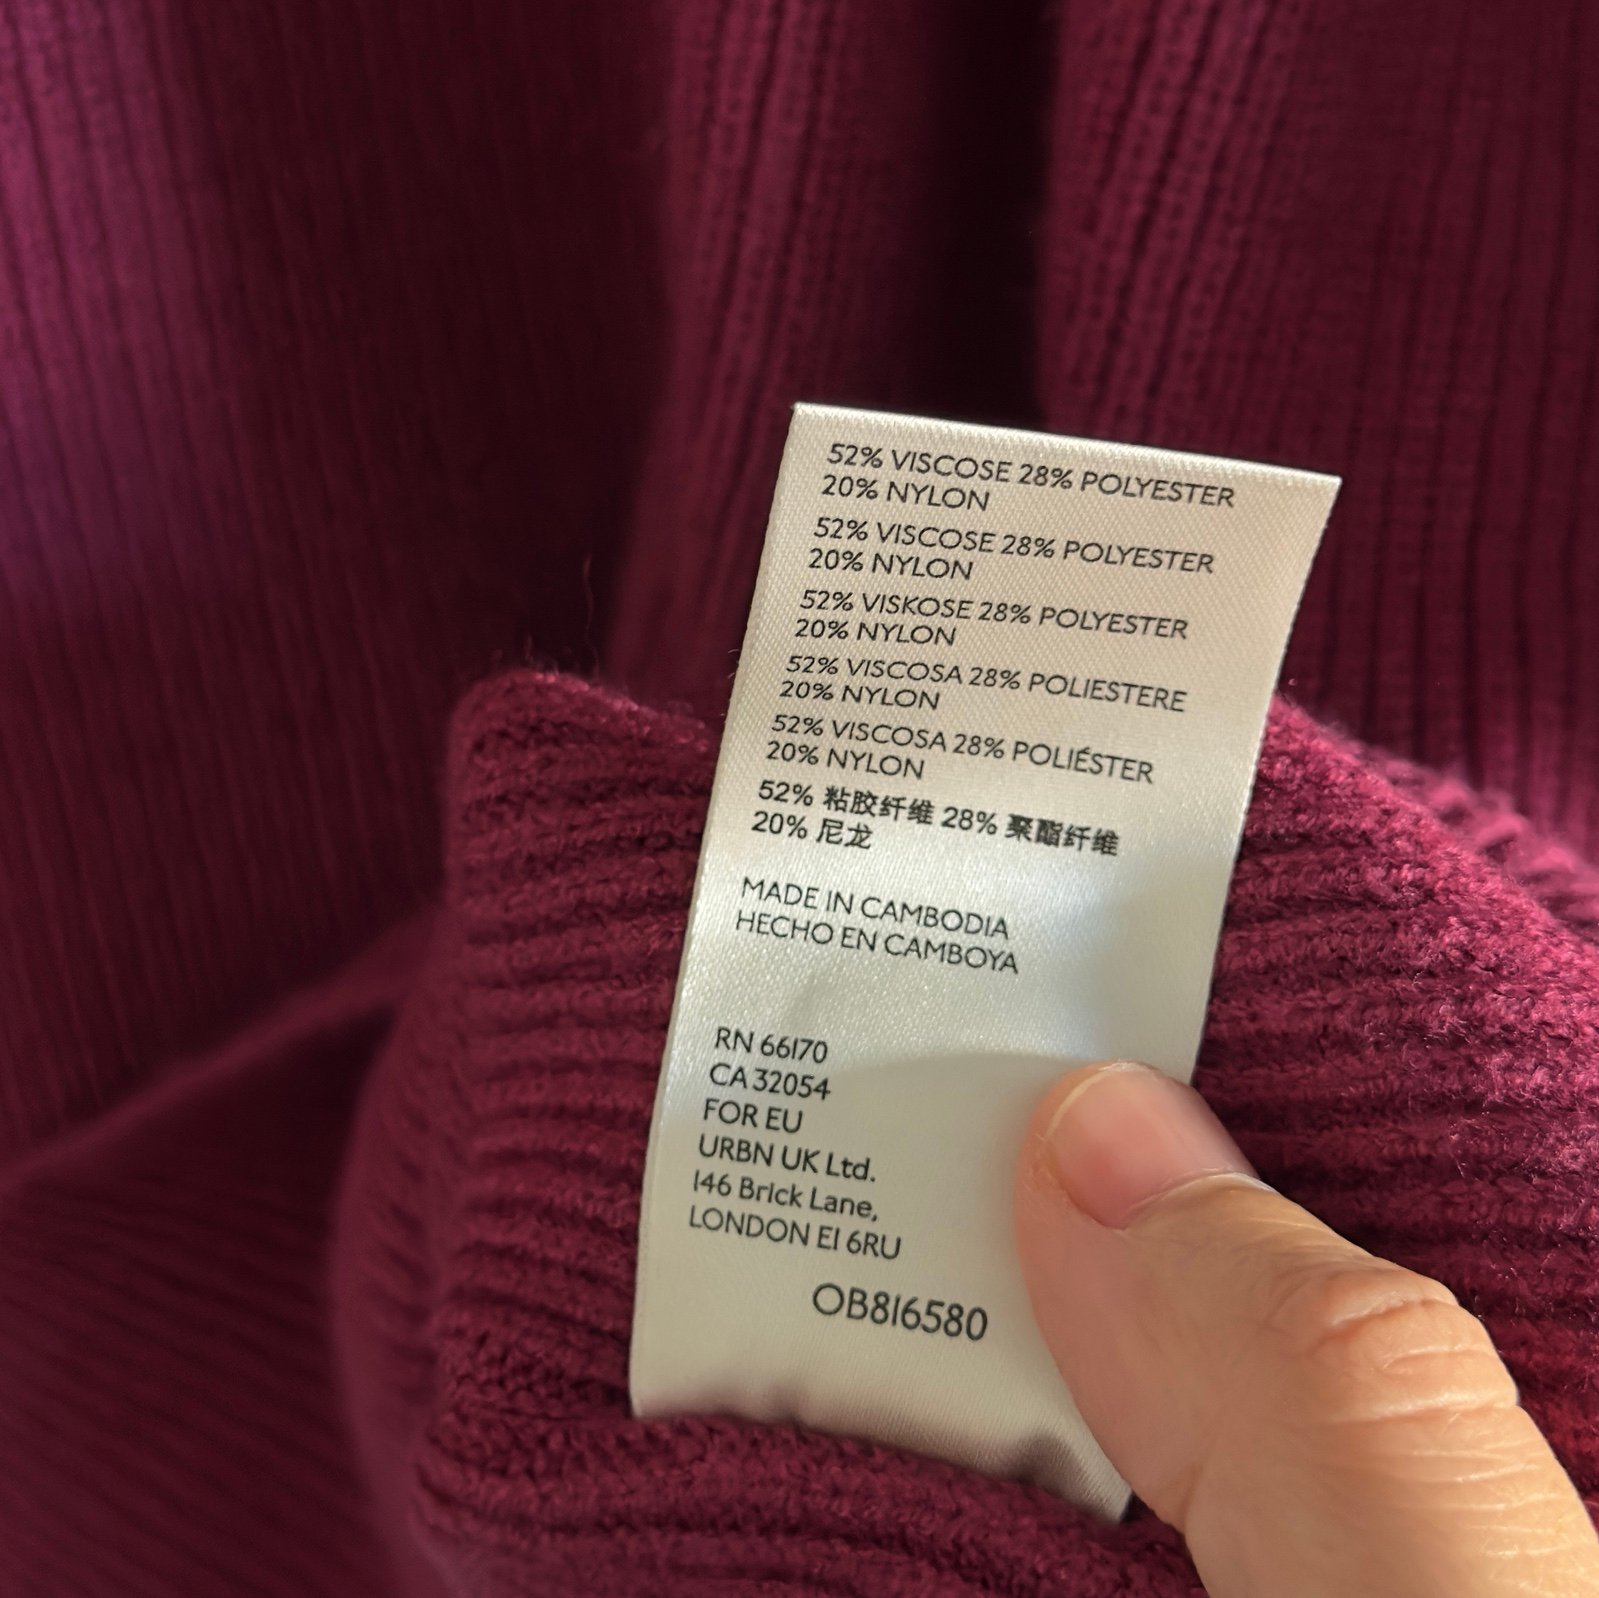 52% VISCOSE 28% POLYESTER
20% NYLON
52% VISCOSE 28% POLYESTER
20% NYLON
52% VISKOSE 28% POLYESTER
20% NYLON
52% VISCOSA 28% POLIESTERE
20% NYLON
52% VISCOSA 28% POLIÉSTER
20% NYLON
52% 粘胶纤维 28% 聚酯纤维
20% 尼龙
MADE IN CAMBODIA
HECHO EN CAMBOYA
RN 66170
CA 32054
FOR EU
URBN UK Ltd.
146 Brick Lane,
LONDON E1 6RU
OB816580